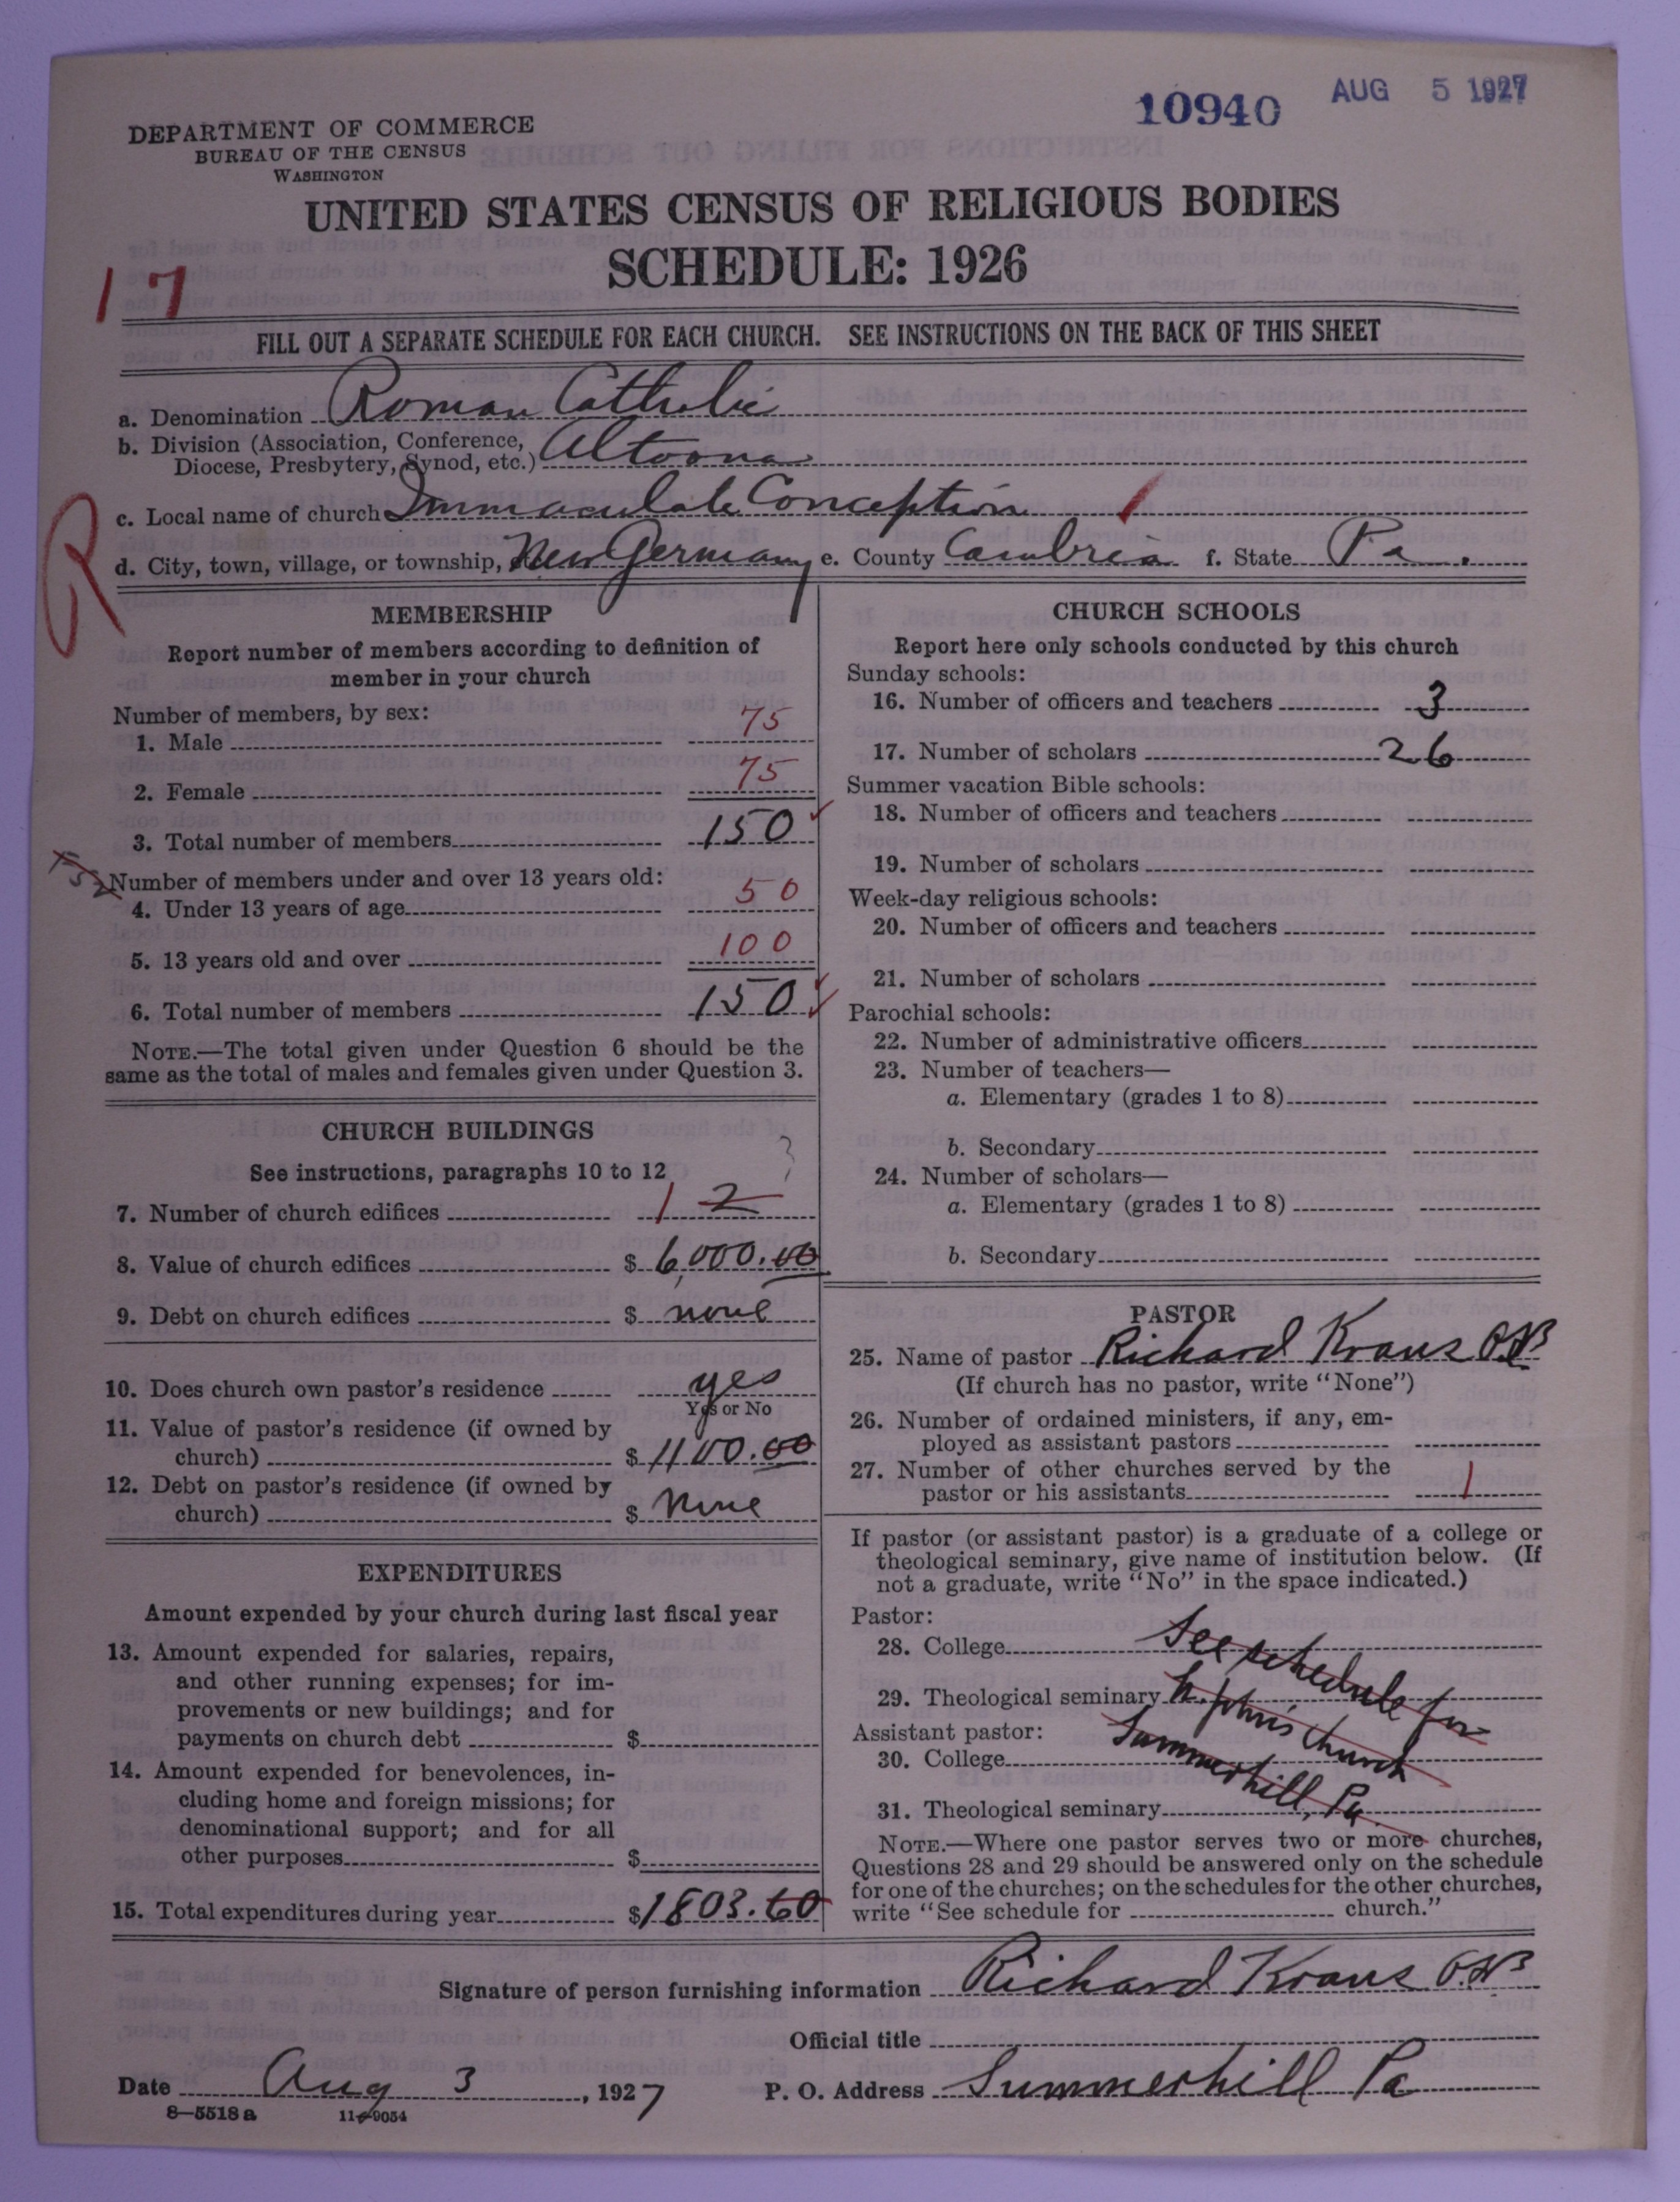 10940 AUG 5 1927
DEPARTMENT OF COMMERCE
BUREAU OF THE CENSUS
WASHINGTON
UNITED STATES CENSUS OF RELIGIOUS BODIES
SCHEDULE: 1926
17
FILL OUT A SEPARATE SCHEDULE FOR EACH CHURCH. SEE INSTRUCTIONS ON THE BACK OF THIS SHEET
a. Denomination Roman Catholic
b. Division (Association, Conference,
Diocese, Presbytery, Synod, etc.) Altoona
c. Local name of church Immaculate Conception
d. City, town, village, or township, New Germany e. County Cambria f. State Pa.
R
MEMBERSHIP
Report number of members according to definition of
member in your church
Number of members, by sex:
1. Male 75
2. Female 75
3. Total number of members 150
Number of members under and over 13 years old:
4. Under 13 years of age 50
5. 13 years old and over 100
6. Total number of members 150
NOTE.—The total given under Question 6 should be the
same as the total of males and females given under Question 3.
CHURCH BUILDINGS
See instructions, paragraphs 10 to 12
7. Number of church edifices 1 2
8. Value of church edifices $ 6,000.00
9. Debt on church edifices $ none
10. Does church own pastor's residence yes
Yes or No
11. Value of pastor's residence (if owned by
church) $ 1100.00
12. Debt on pastor's residence (if owned by
church) $ None
EXPENDITURES
Amount expended by your church during last fiscal year
13. Amount expended for salaries, repairs,
and other running expenses; for im-
provements or new buildings; and for
payments on church debt $
14. Amount expended for benevolences, in-
cluding home and foreign missions; for
denominational support; and for all
other purposes $
15. Total expenditures during year $ 1803.60
CHURCH SCHOOLS
Report here only schools conducted by this church
Sunday schools:
16. Number of officers and teachers 3
17. Number of scholars 26
Summer vacation Bible schools:
18. Number of officers and teachers
19. Number of scholars
Week-day religious schools:
20. Number of officers and teachers
21. Number of scholars
Parochial schools:
22. Number of administrative officers
23. Number of teachers—
a. Elementary (grades 1 to 8)
b. Secondary
24. Number of scholars—
a. Elementary (grades 1 to 8)
b. Secondary
PASTOR
25. Name of pastor Richard Kraus OSB
(If church has no pastor, write "None")
26. Number of ordained ministers, if any, em-
ployed as assistant pastors
27. Number of other churches served by the
pastor or his assistants 1
If pastor (or assistant pastor) is a graduate of a college or
theological seminary, give name of institution below. (If
not a graduate, write "No" in the space indicated.)
Pastor:
28. College
29. Theological seminary
Assistant pastor:
30. College
31. Theological seminary
See schedule for
St. John's Church
Summerhill, Pa.
NOTE.—Where one pastor serves two or more churches,
Questions 28 and 29 should be answered only on the schedule
for one of the churches; on the schedules for the other churches,
write "See schedule for church."
Signature of person furnishing information Richard Kraus O.S.B
Official title
Date Aug 3, 1927 P. O. Address Summerhill Pa
8—5518 a 11—9054